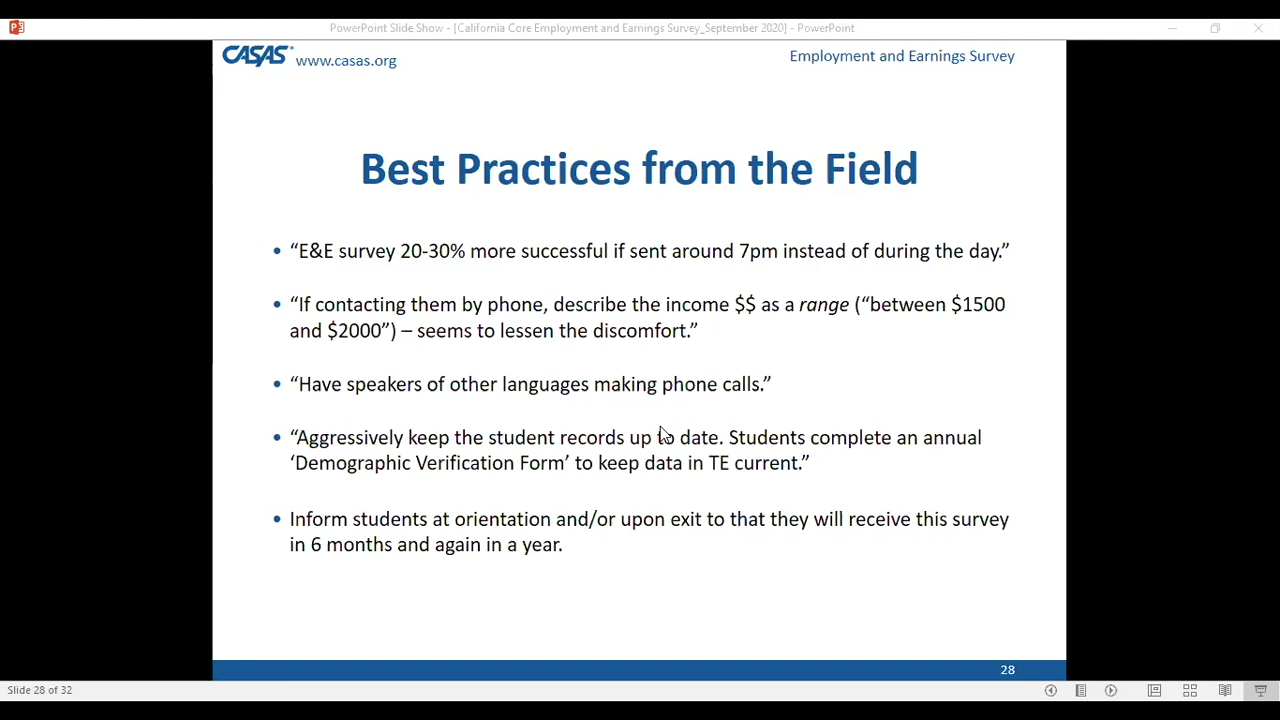 PowerPoint Slide Show - [California Core Employment and Earnings Survey_September 2020] - PowerPoint
CASAS www.casas.org
Employment and Earnings Survey
Best Practices from the Field
• “E&E survey 20-30% more successful if sent around 7pm instead of during the day.”
• “If contacting them by phone, describe the income $$ as a range (“between $1500
and $2000”) – seems to lessen the discomfort.”
• “Have speakers of other languages making phone calls.”
• “Aggressively keep the student records up to date. Students complete an annual
‘Demographic Verification Form’ to keep data in TE current.”
• Inform students at orientation and/or upon exit to that they will receive this survey
in 6 months and again in a year.
28
Slide 28 of 32